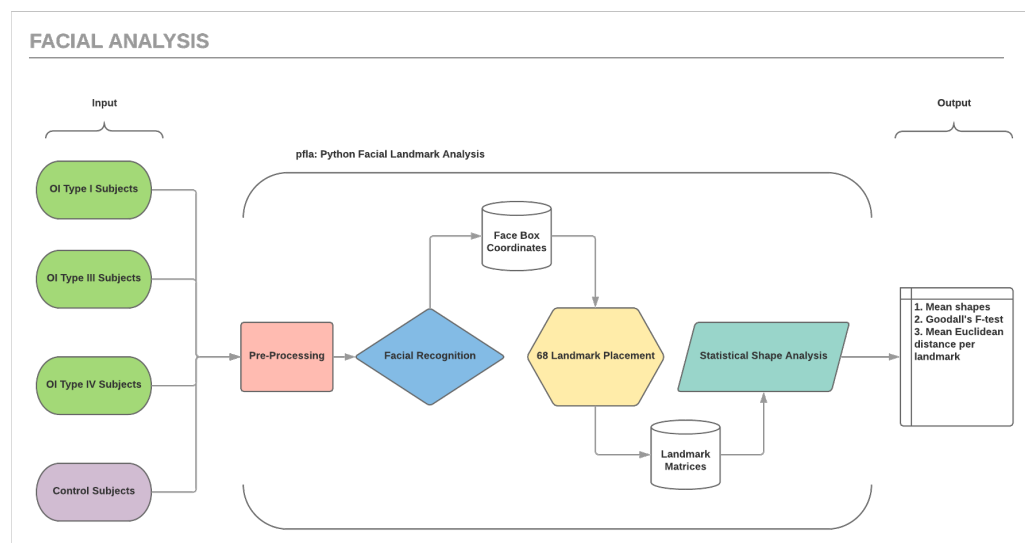 FACIAL ANALYSIS
Input
Output
pfla: Python Facial Landmark Analysis
OI Type I Subjects
OI Type III Subjects
OI Type IV Subjects
Control Subjects
Pre-Processing
Facial Recognition
Face Box
Coordinates
68 Landmark Placement
Landmark
Matrices
Statistical Shape Analysis
1. Mean shapes
2. Goodall's F-test
3. Mean Euclidean
distance per
landmark